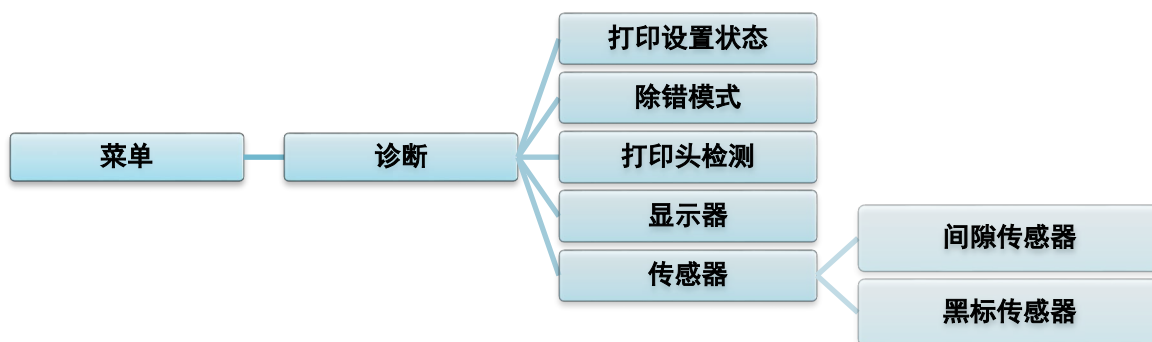 菜单
诊断
打印设置状态
除错模式
打印头检测
显示器
传感器
间隙传感器
黑标传感器